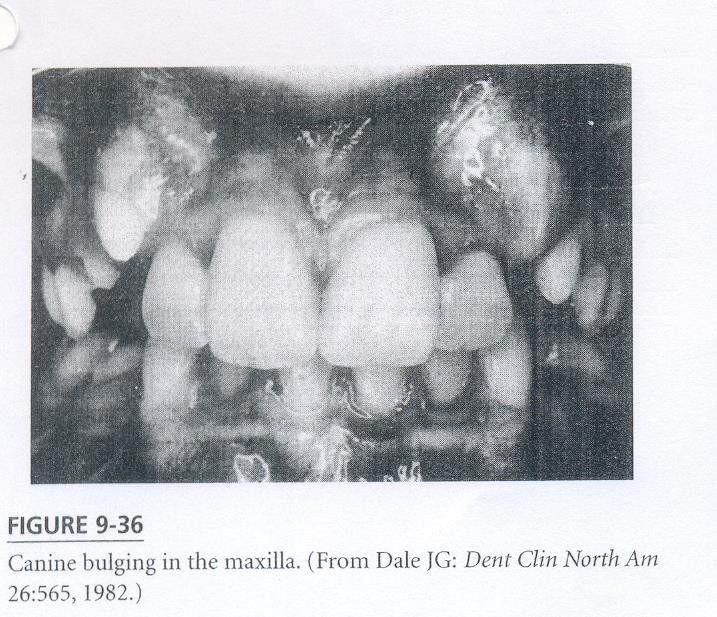 FIGURE 9-36
Canine bulging in the maxilla. (From Dale JG: Dent Clin North Am
26:565, 1982.)